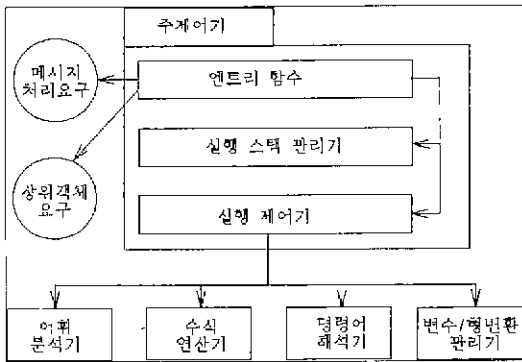 주제어기
메시지
처리요구
엔트리 함수
실행 스택 관리기
상위객체
요구
실행 제어기
어휘
분석기
수식
연산기
명령어
해석기
변수/형변환
관리기